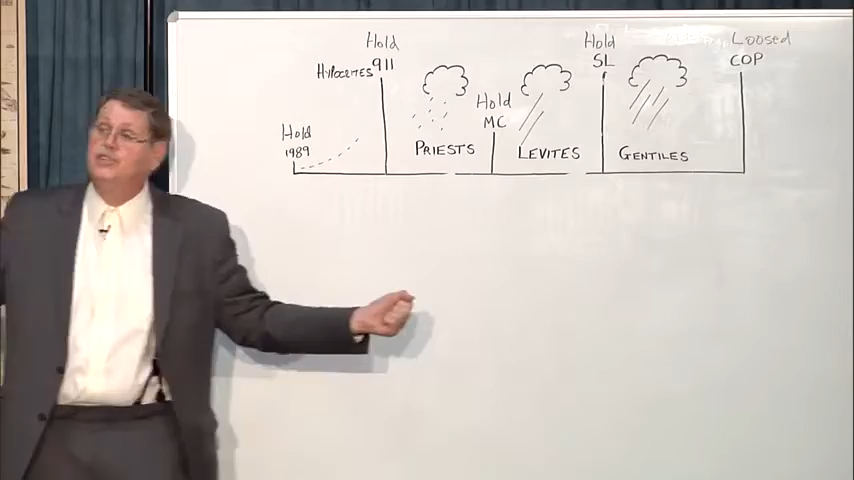 Hold
1989
Hold
HYPOCRITES 911
PRIESTS
Hold
MC
LEVITES
Hold
SL
GENTILES
Loosed
COP